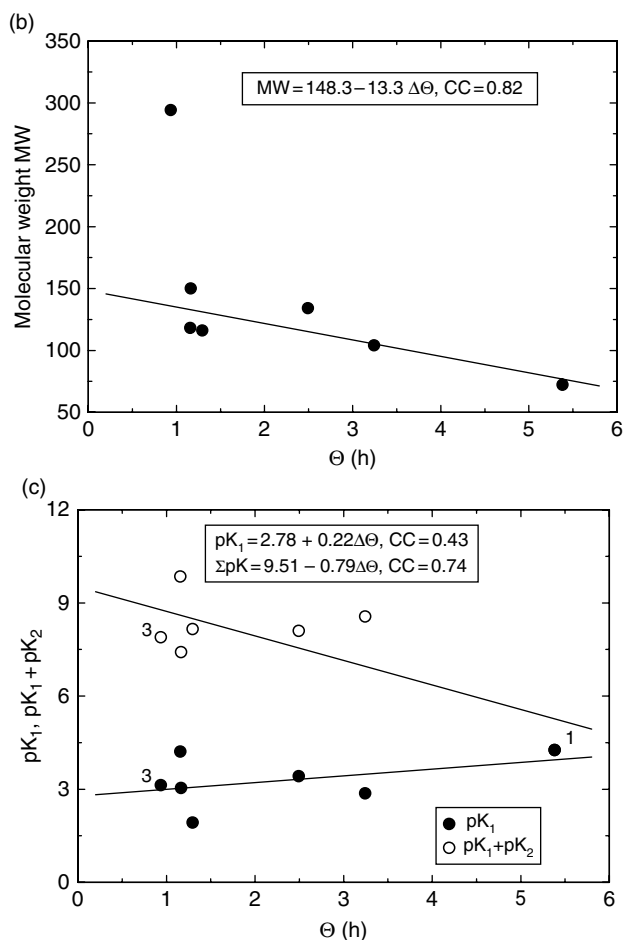 (b)
350
300
250
200
150
100
50
Molecular weight MW
MW=148.3−13.3 ΔΘ, CC=0.82
0 1 2 3 4 5 6
Θ (h)
(c)
12
9
6
3
0
pK₁, pK₁+pK₂
pK₁=2.78 + 0.22ΔΘ, CC=0.43
ΣpK=9.51 − 0.79ΔΘ, CC=0.74
3
3
1
pK₁
pK₁+pK₂
0 1 2 3 4 5 6
Θ (h)